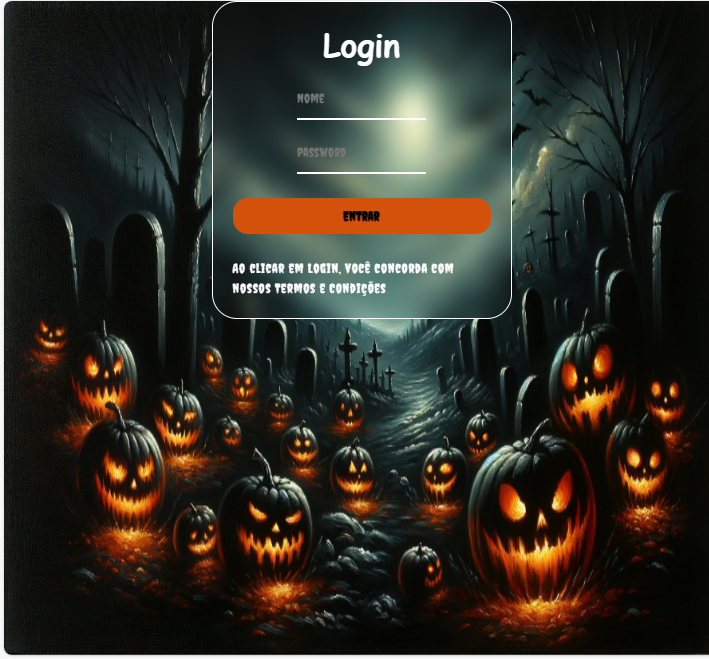 Login
NOME
PASSWORD
ENTRAR
AO CLICAR EM LOGIN, VOCÊ CONCORDA COM
NOSSOS TERMOS E CONDIÇÕES